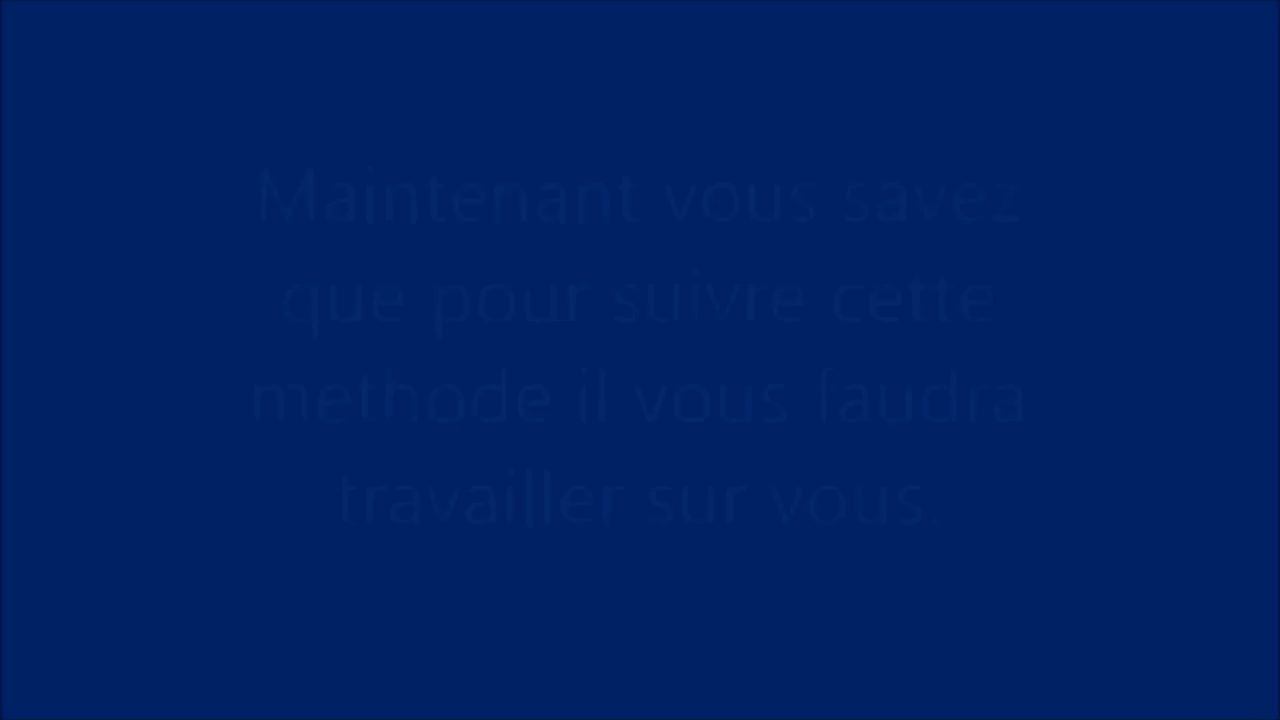 Maintenant vous savez
que pour suivre cette
methode il vous faudra
travailler sur vous.